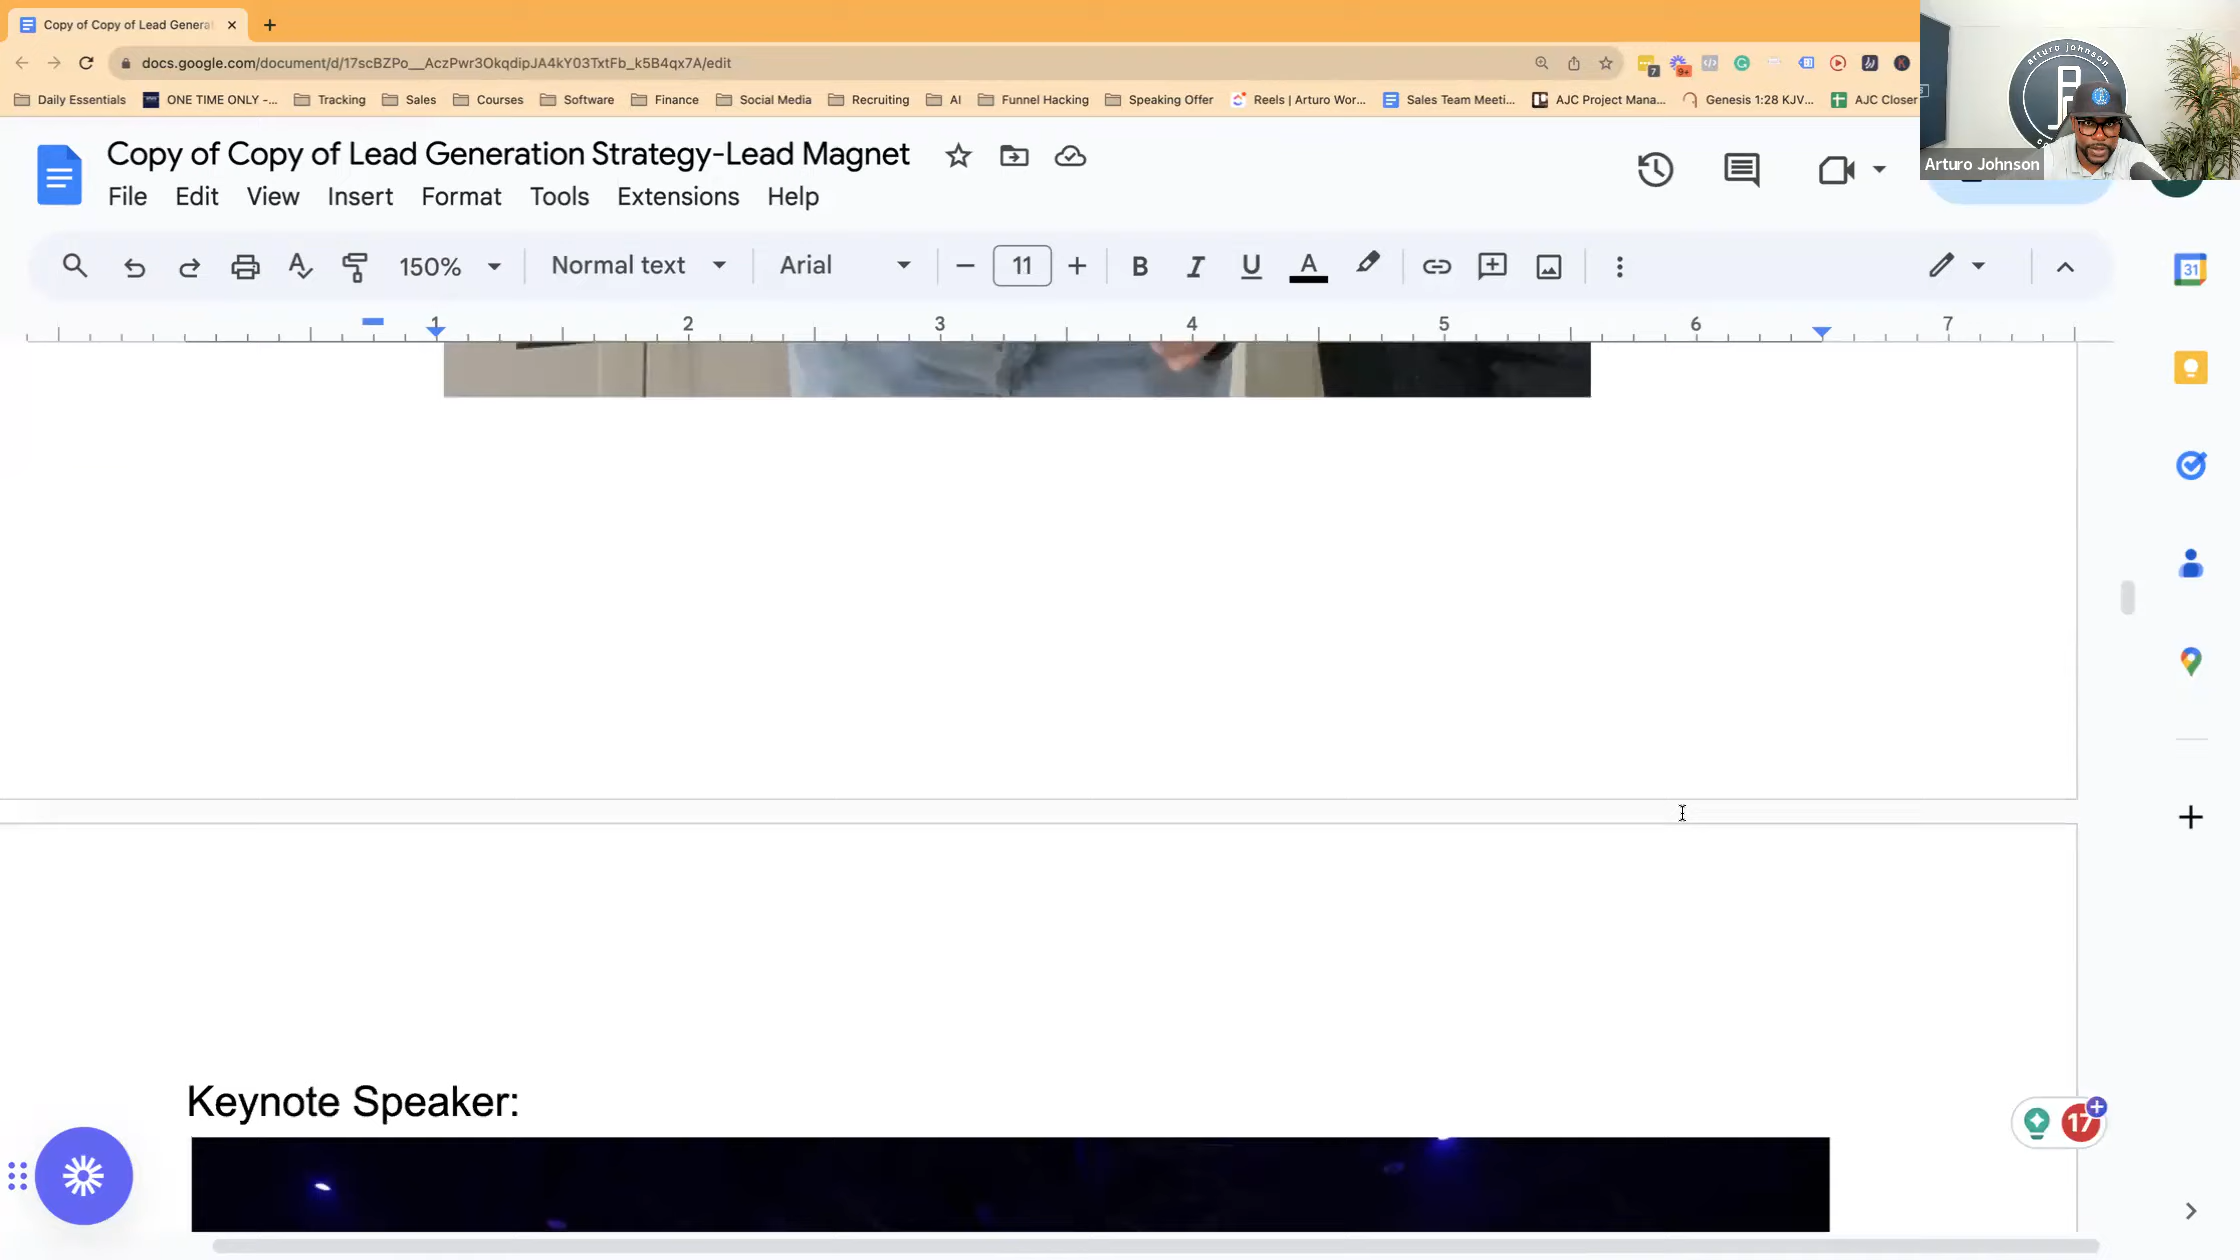 Copy of Copy of Lead Genera
docs.google.com/document/d/17scBZPo__AczPwr3OkqdipJA4kY03TxtFb_k5B4qx7A/edit
7
9+
Daily Essentials
ONE TIME ONLY -...
Tracking
Sales
Courses
Software
Finance
Social Media
Recruiting
AI
Funnel Hacking
Speaking Offer
Reels | Arturo Wor...
Sales Team Meeti...
AJC Project Mana...
Genesis 1:28 KJV...
AJC Closer
arturo johnson
Arturo Johnson
Copy of Copy of Lead Generation Strategy-Lead Magnet
File Edit View Insert Format Tools Extensions Help
150% Normal text Arial 11 B I U A
31
1 2 3 4 5 6 7
Keynote Speaker:
17